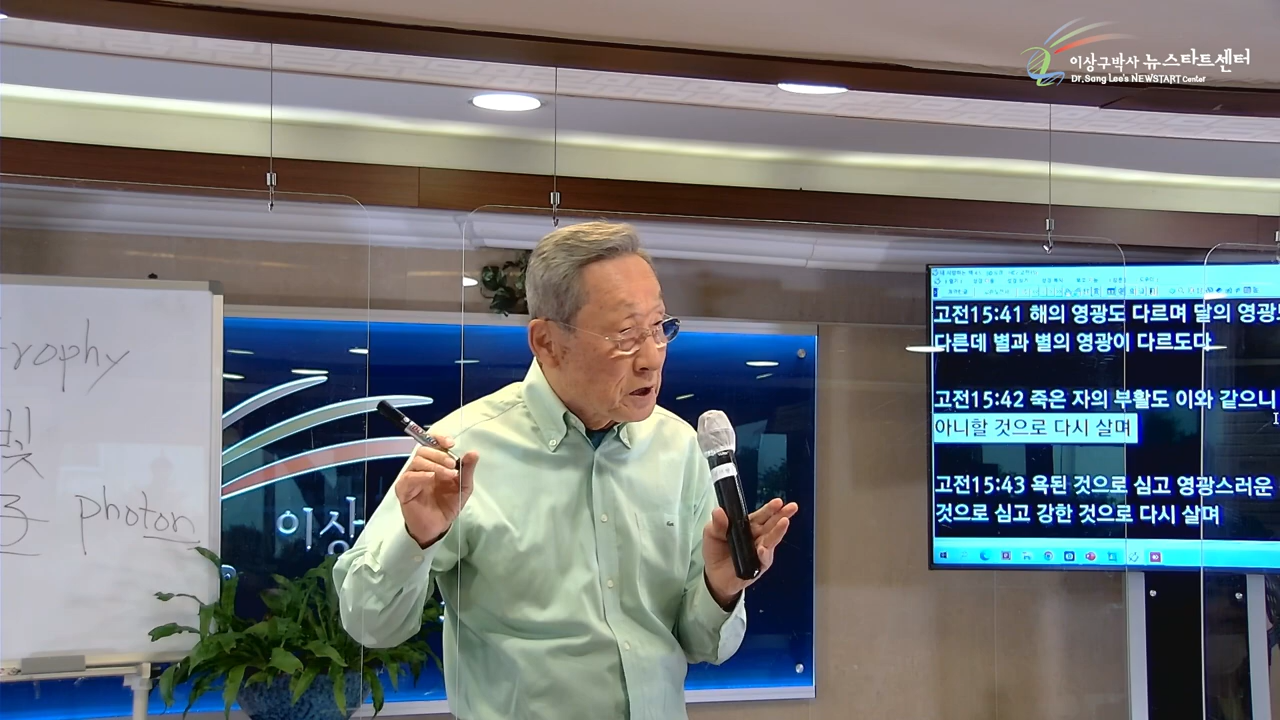 이상구박사 뉴스타트센터
Dr. Sang Lee's NEWSTART Center
rophy
빛
photon
이상
고전15:41 해의 영광도 다르며 달의 영광도
다른데 별과 별의 영광이 다르도다
고전15:42 죽은 자의 부활도 이와 같으니
아니할 것으로 다시 살며
고전15:43 욕된 것으로 심고 영광스러운
것으로 심고 강한 것으로 다시 살며